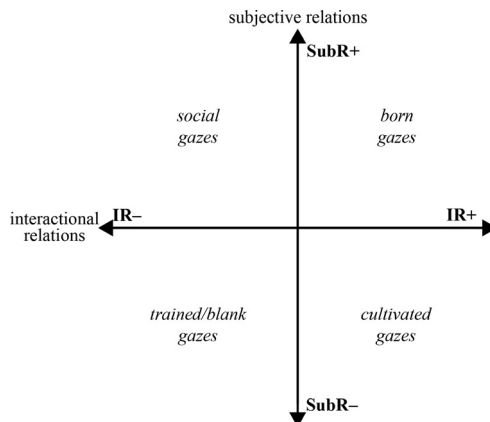 subjective relations
SubR+
social
gazes
born
gazes
interactional
relations
IR–
IR+
trained/blank
gazes
cultivated
gazes
SubR–